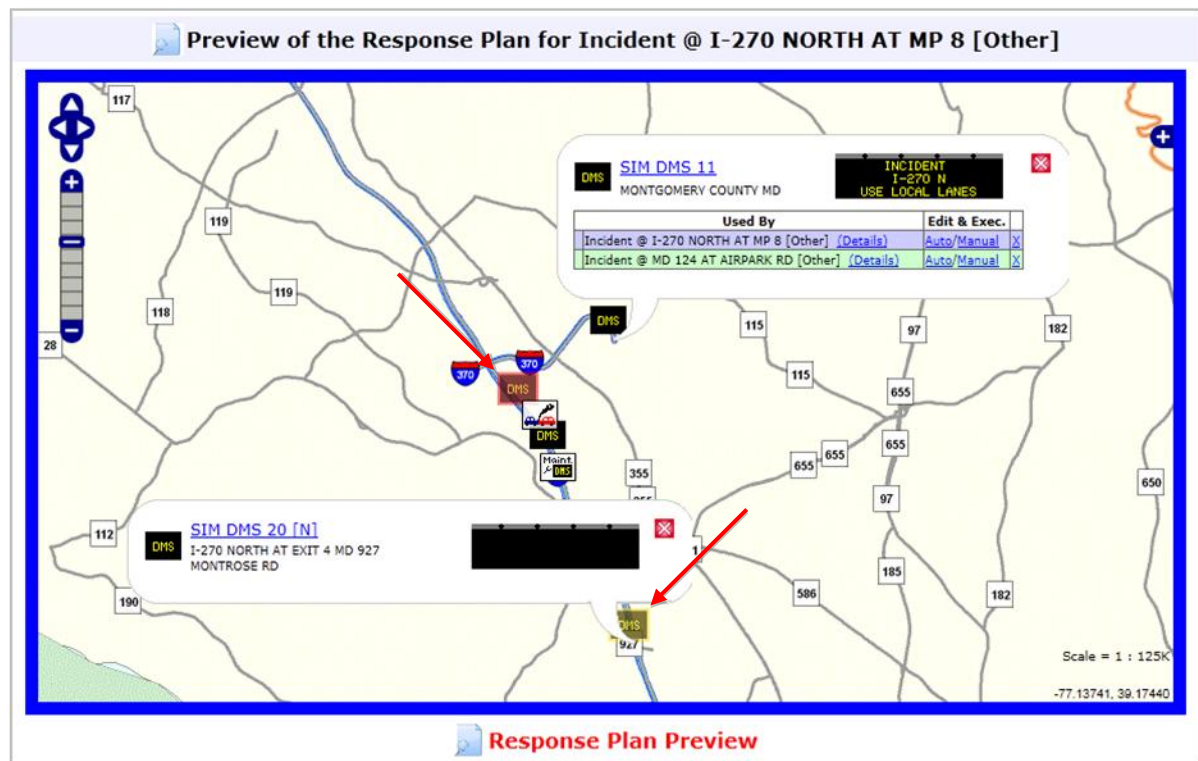 Preview of the Response Plan for Incident @ I-270 NORTH AT MP 8 [Other]
117
DMS
SIM DMS 11
MONTGOMERY COUNTY MD
INCIDENT
I-270 N
USE LOCAL LANES
Used By
Edit & Exec.
Incident @ I-270 NORTH AT MP 8 [Other] (Details)
Auto/Manual
X
Incident @ MD 124 AT AIRPARK RD [Other] (Details)
Auto/Manual
X
119
119
118
28
DMS
115
97
182
370
370
DMS
115
655
DMS
655
655
655
Maint
DMS
355
650
97
112
DMS
SIM DMS 20 [N]
I-270 NORTH AT EXIT 4 MD 927
MONTROSE RD
1
185
586
182
190
DMS
927
Scale = 1 : 125K
-77.13741, 39.17440
Response Plan Preview